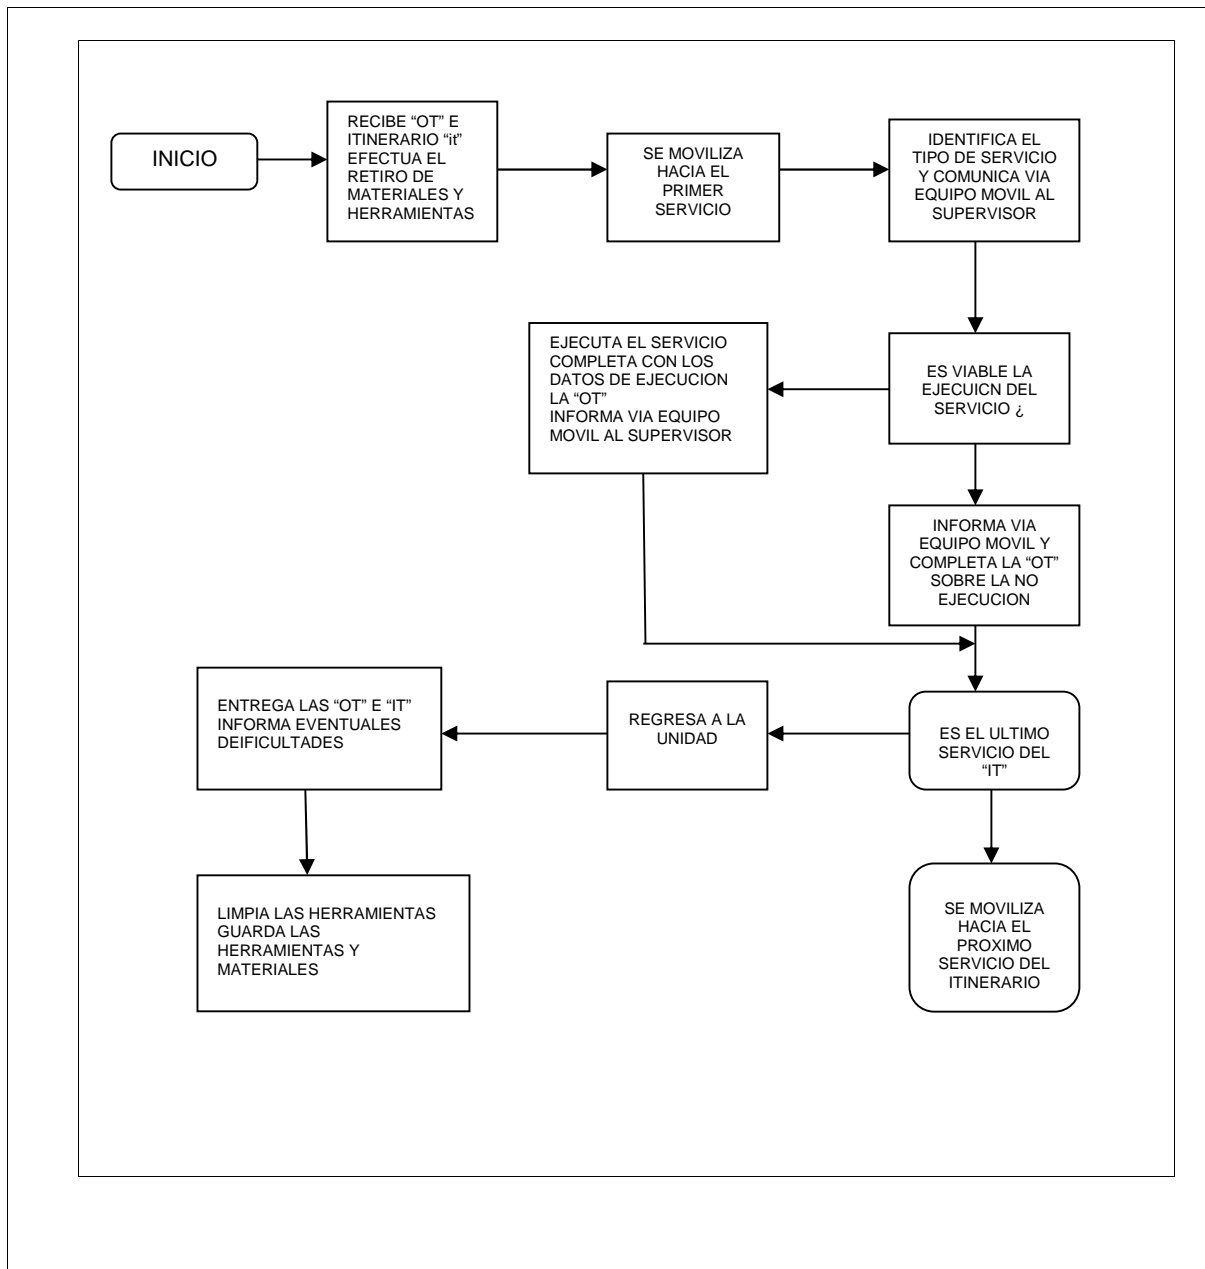 INICIO
RECIBE “OT” E
ITINERARIO “it”
EFECTUA EL
RETIRO DE
MATERIALES Y
HERRAMIENTAS
SE MOVILIZA
HACIA EL
PRIMER
SERVICIO
IDENTIFICA EL
TIPO DE SERVICIO
Y COMUNICA VIA
EQUIPO MOVIL AL
SUPERVISOR
EJECUTA EL SERVICIO
COMPLETA CON LOS
DATOS DE EJECUCION
LA “OT”
INFORMA VIA EQUIPO
MOVIL AL SUPERVISOR
ES VIABLE LA
EJECUICN DEL
SERVICIO ¿
INFORMA VIA
EQUIPO MOVIL Y
COMPLETA LA “OT”
SOBRE LA NO
EJECUCION
ENTREGA LAS “OT” E “IT”
INFORMA EVENTUALES
DEIFICULTADES
REGRESA A LA
UNIDAD
ES EL ULTIMO
SERVICIO DEL
“IT”
LIMPIA LAS HERRAMIENTAS
GUARDA LAS
HERRAMIENTAS Y
MATERIALES
SE MOVILIZA
HACIA EL
PROXIMO
SERVICIO DEL
ITINERARIO